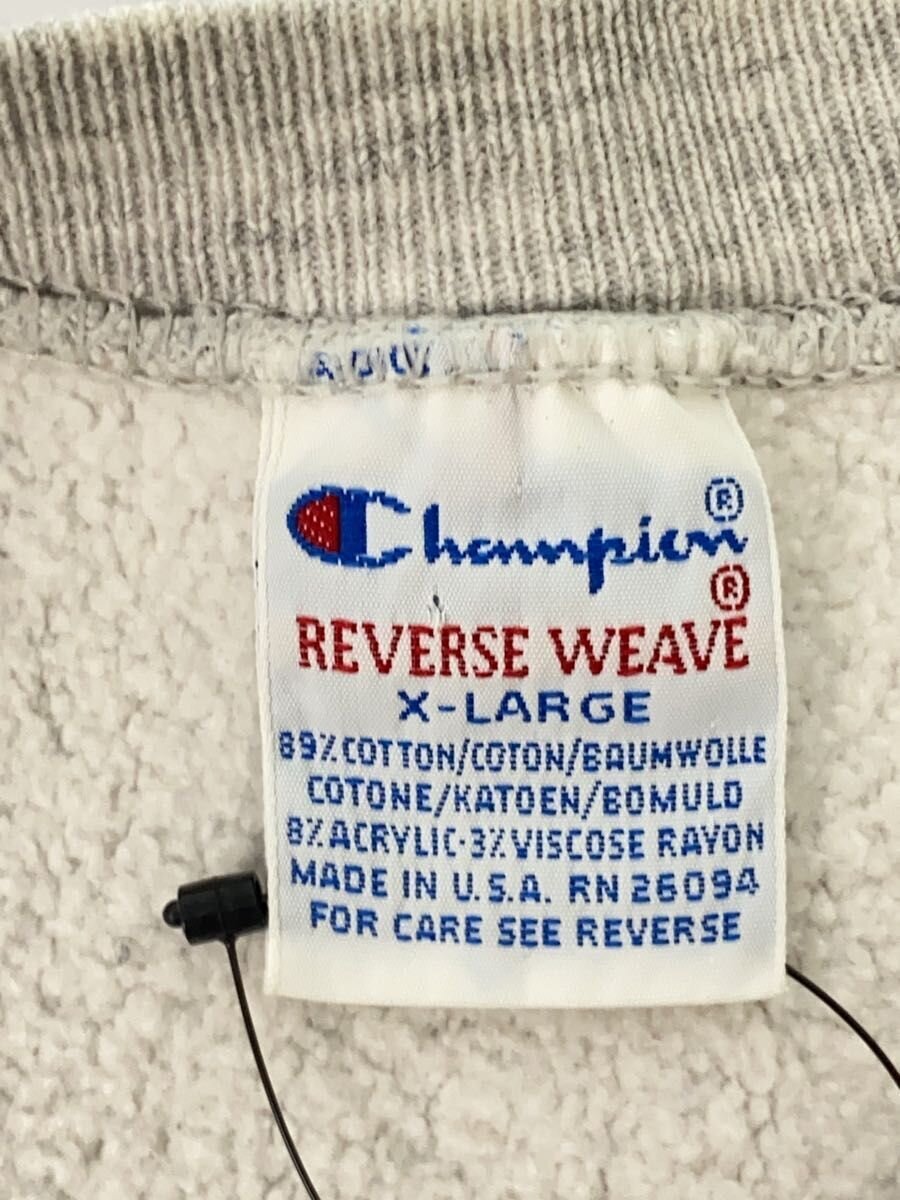 Champion®
®
REVERSE WEAVE
X-LARGE
89% COTTON/COTON/BAUMWOLLE
COTONE/KATOEN/BOMULD
8% ACRYLIC·3% VISCOSE RAYON
MADE IN U.S.A. RN 26094
FOR CARE SEE REVERSE